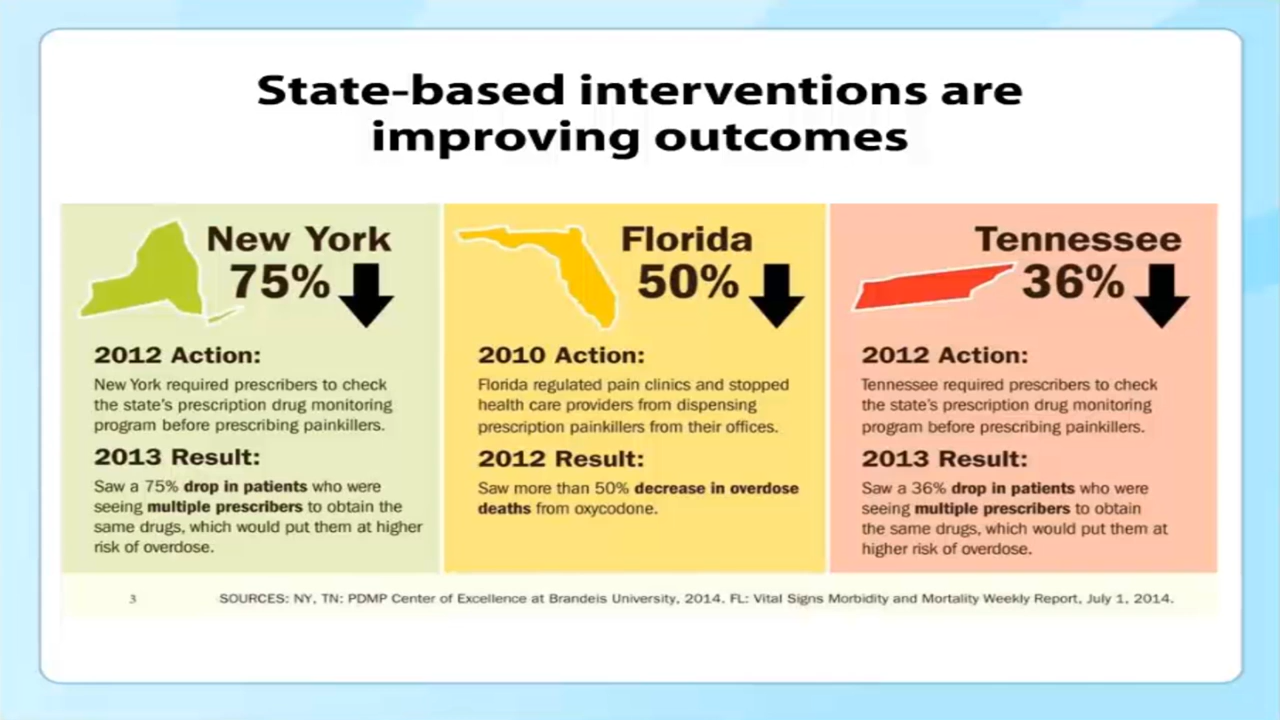 State-based interventions are
improving outcomes
New York
75%
2012 Action:
New York required prescribers to check
the state's prescription drug monitoring
program before prescribing painkillers.
2013 Result:
Saw a 75% drop in patients who were
seeing multiple prescribers to obtain the
same drugs, which would put them at higher
risk of overdose.
Florida
50%
2010 Action:
Florida regulated pain clinics and stopped
health care providers from dispensing
prescription painkillers from their offices.
2012 Result:
Saw more than 50% decrease in overdose
deaths from oxycodone.
Tennessee
36%
2012 Action:
Tennessee required prescribers to check
the state's prescription drug monitoring
program before prescribing painkillers.
2013 Result:
Saw a 36% drop in patients who were
seeing multiple prescribers to obtain
the same drugs, which would put them at
higher risk of overdose.
3
SOURCES: NY, TN: PDMP Center of Excellence at Brandeis University, 2014. FL: Vital Signs Morbidity and Mortality Weekly Report, July 1, 2014.